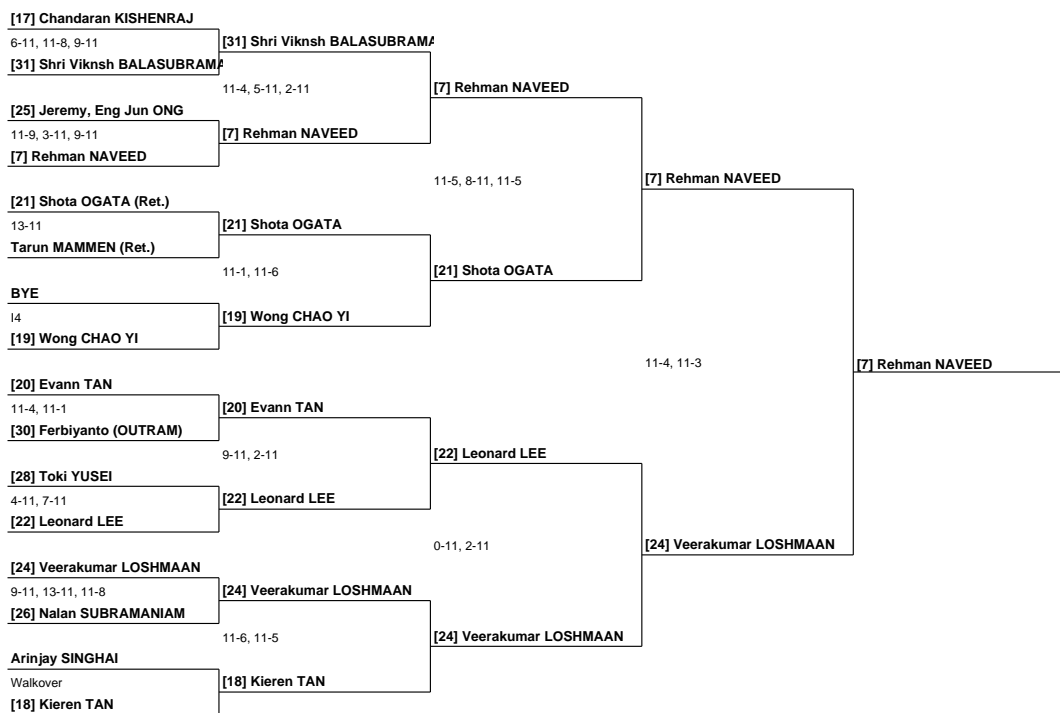 [17] Chandaran KISHENRAJ
6-11, 11-8, 9-11
[31] Shri Viknsh BALASUBRAMA
[31] Shri Viknsh BALASUBRAMA
11-4, 5-11, 2-11
[7] Rehman NAVEED
[25] Jeremy, Eng Jun ONG
11-9, 3-11, 9-11
[7] Rehman NAVEED
[7] Rehman NAVEED
11-5, 8-11, 11-5
[7] Rehman NAVEED
[21] Shota OGATA (Ret.)
13-11
[21] Shota OGATA
Tarun MAMMEN (Ret.)
11-1, 11-6
[21] Shota OGATA
BYE
I4
[19] Wong CHAO YI
[19] Wong CHAO YI
11-4, 11-3
[7] Rehman NAVEED
[20] Evann TAN
11-4, 11-1
[20] Evann TAN
[30] Ferbiyanto (OUTRAM)
9-11, 2-11
[22] Leonard LEE
[28] Toki YUSEI
4-11, 7-11
[22] Leonard LEE
[22] Leonard LEE
0-11, 2-11
[24] Veerakumar LOSHMAAN
[24] Veerakumar LOSHMAAN
9-11, 13-11, 11-8
[24] Veerakumar LOSHMAAN
[26] Nalan SUBRAMANIAM
11-6, 11-5
[24] Veerakumar LOSHMAAN
Arinjay SINGHAI
Walkover
[18] Kieren TAN
[18] Kieren TAN